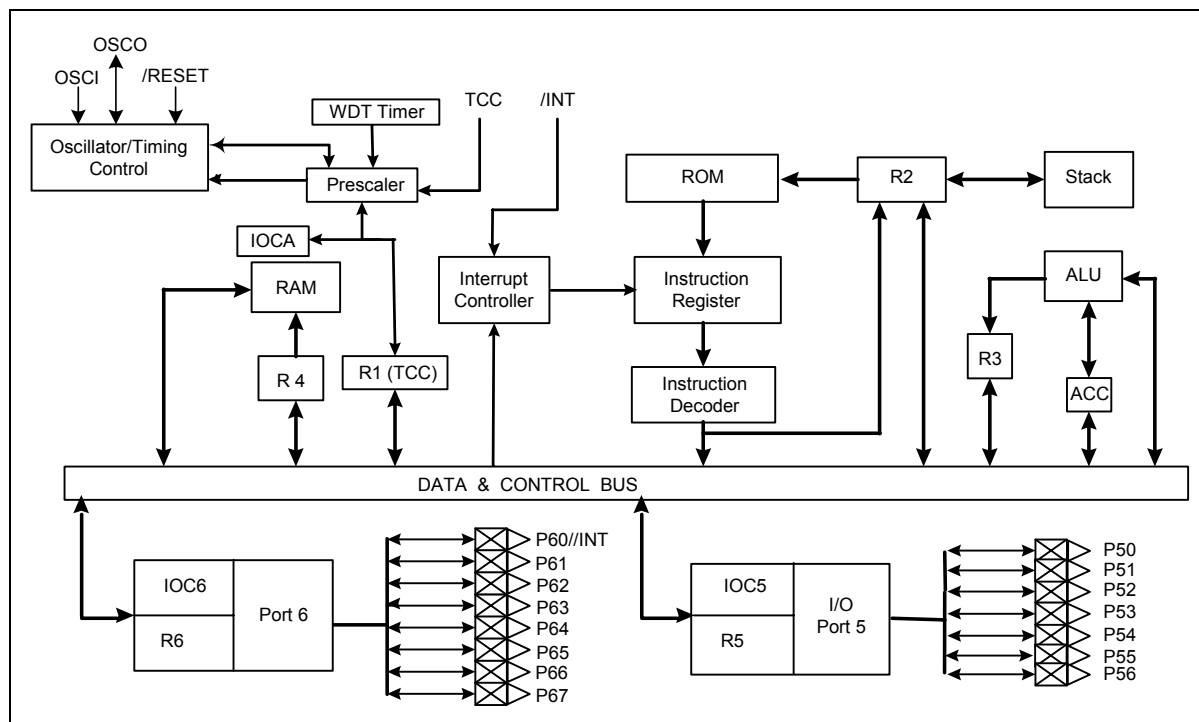 OSCO
OSCI
/RESET
WDT Timer
TCC
/INT
Oscillator/Timing
Control
Prescaler
ROM
R2
Stack
IOCA
RAM
Interrupt
Controller
Instruction
Register
ALU
R 4
R1 (TCC)
Instruction
Decoder
R3
ACC
DATA & CONTROL BUS
IOC6
R6
Port 6
P60//INT
P61
P62
P63
P64
P65
P66
P67
IOC5
R5
I/O
Port 5
P50
P51
P52
P53
P54
P55
P56